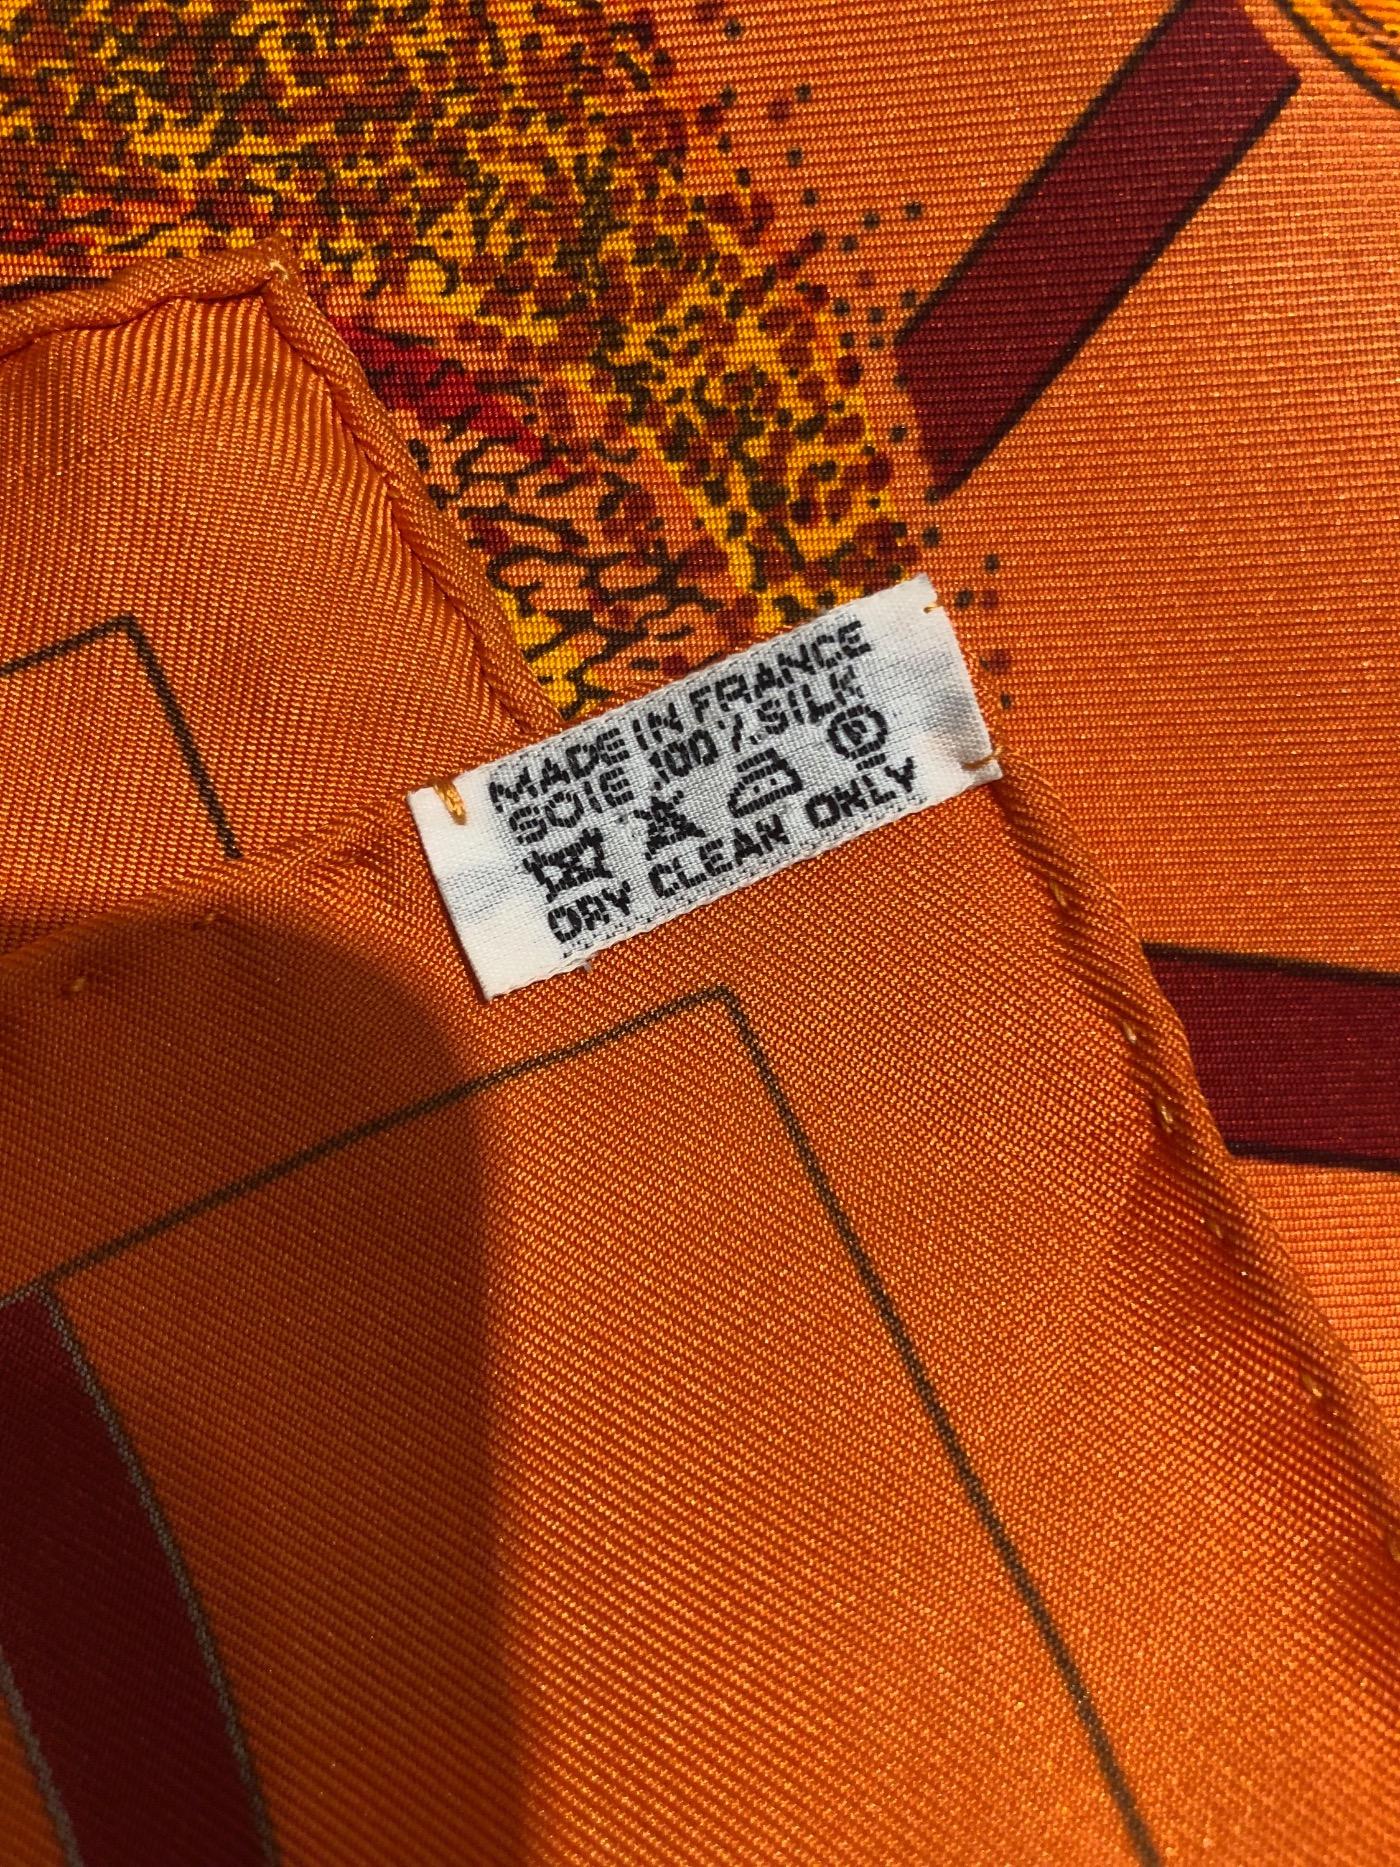 MADE IN FRANCE
SOIE 100% SILK
P
DRY CLEAN ONLY